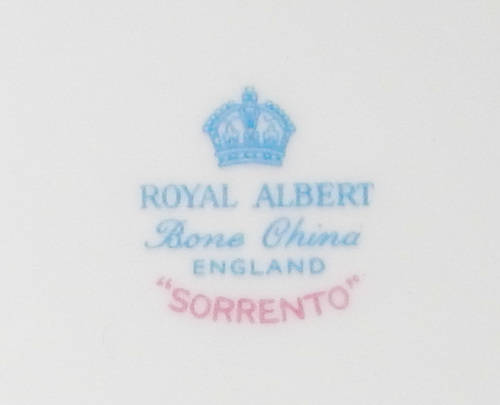 ROYAL ALBERT
Bone China
ENGLAND
"SORRENTO"